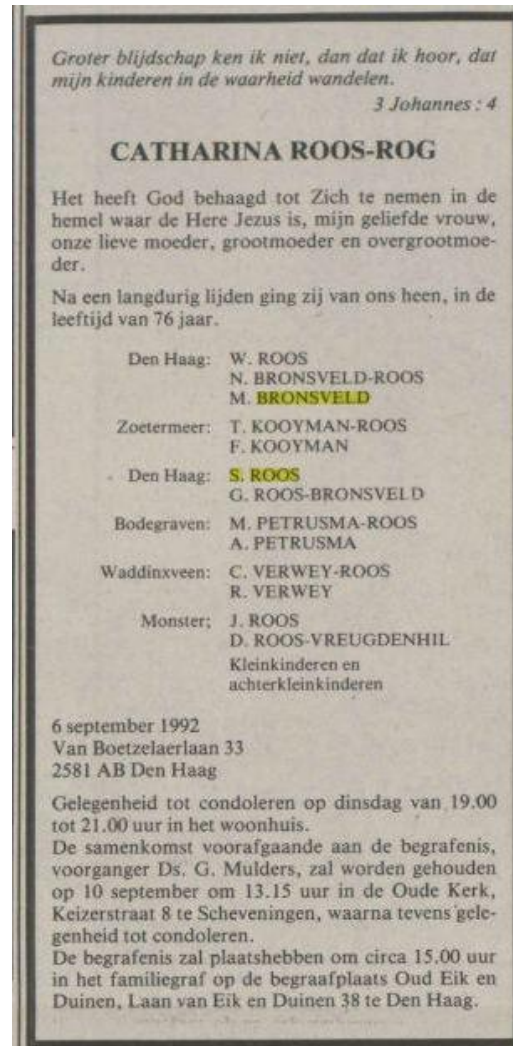 Groter blijdschap ken ik niet, dan dat ik hoor, dat
mijn kinderen in de waarheid wandelen.
3 Johannes : 4
CATHARINA ROOS-ROG
Het heeft God behaagd tot Zich te nemen in de
hemel waar de Here Jezus is, mijn geliefde vrouw,
onze lieve moeder, grootmoeder en overgrootmoe-
der.
Na een langdurig lijden ging zij van ons heen, in de
leeftijd van 76 jaar.
Den Haag: W. ROOS
N. BRONSVELD-ROOS
M. BRONSVELD
Zoetermeer: T. KOOYMAN-ROOS
F. KOOYMAN
Den Haag: S. ROOS
G. ROOS-BRONSVELD
Bodegraven: M. PETRUSMA-ROOS
A. PETRUSMA
Waddinxveen: C. VERWEY-ROOS
R. VERWEY
Monster; J. ROOS
D. ROOS-VREUGDENHIL
Kleinkinderen en
achterkleinkinderen
6 september 1992
Van Boetzelaerlaan 33
2581 AB Den Haag
Gelegenheid tot condoleren op dinsdag van 19.00
tot 21.00 uur in het woonhuis.
De samenkomst voorafgaande aan de begrafenis,
voorganger Ds. G. Mulders, zal worden gehouden
op 10 september om 13.15 uur in de Oude Kerk,
Keizerstraat 8 te Scheveningen, waarna tevens gele-
genheid tot condoleren.
De begrafenis zal plaatshebben om circa 15.00 uur
in het familiegraf op de begraafplaats Oud Eik en
Duinen, Laan van Eik en Duinen 38 te Den Haag.